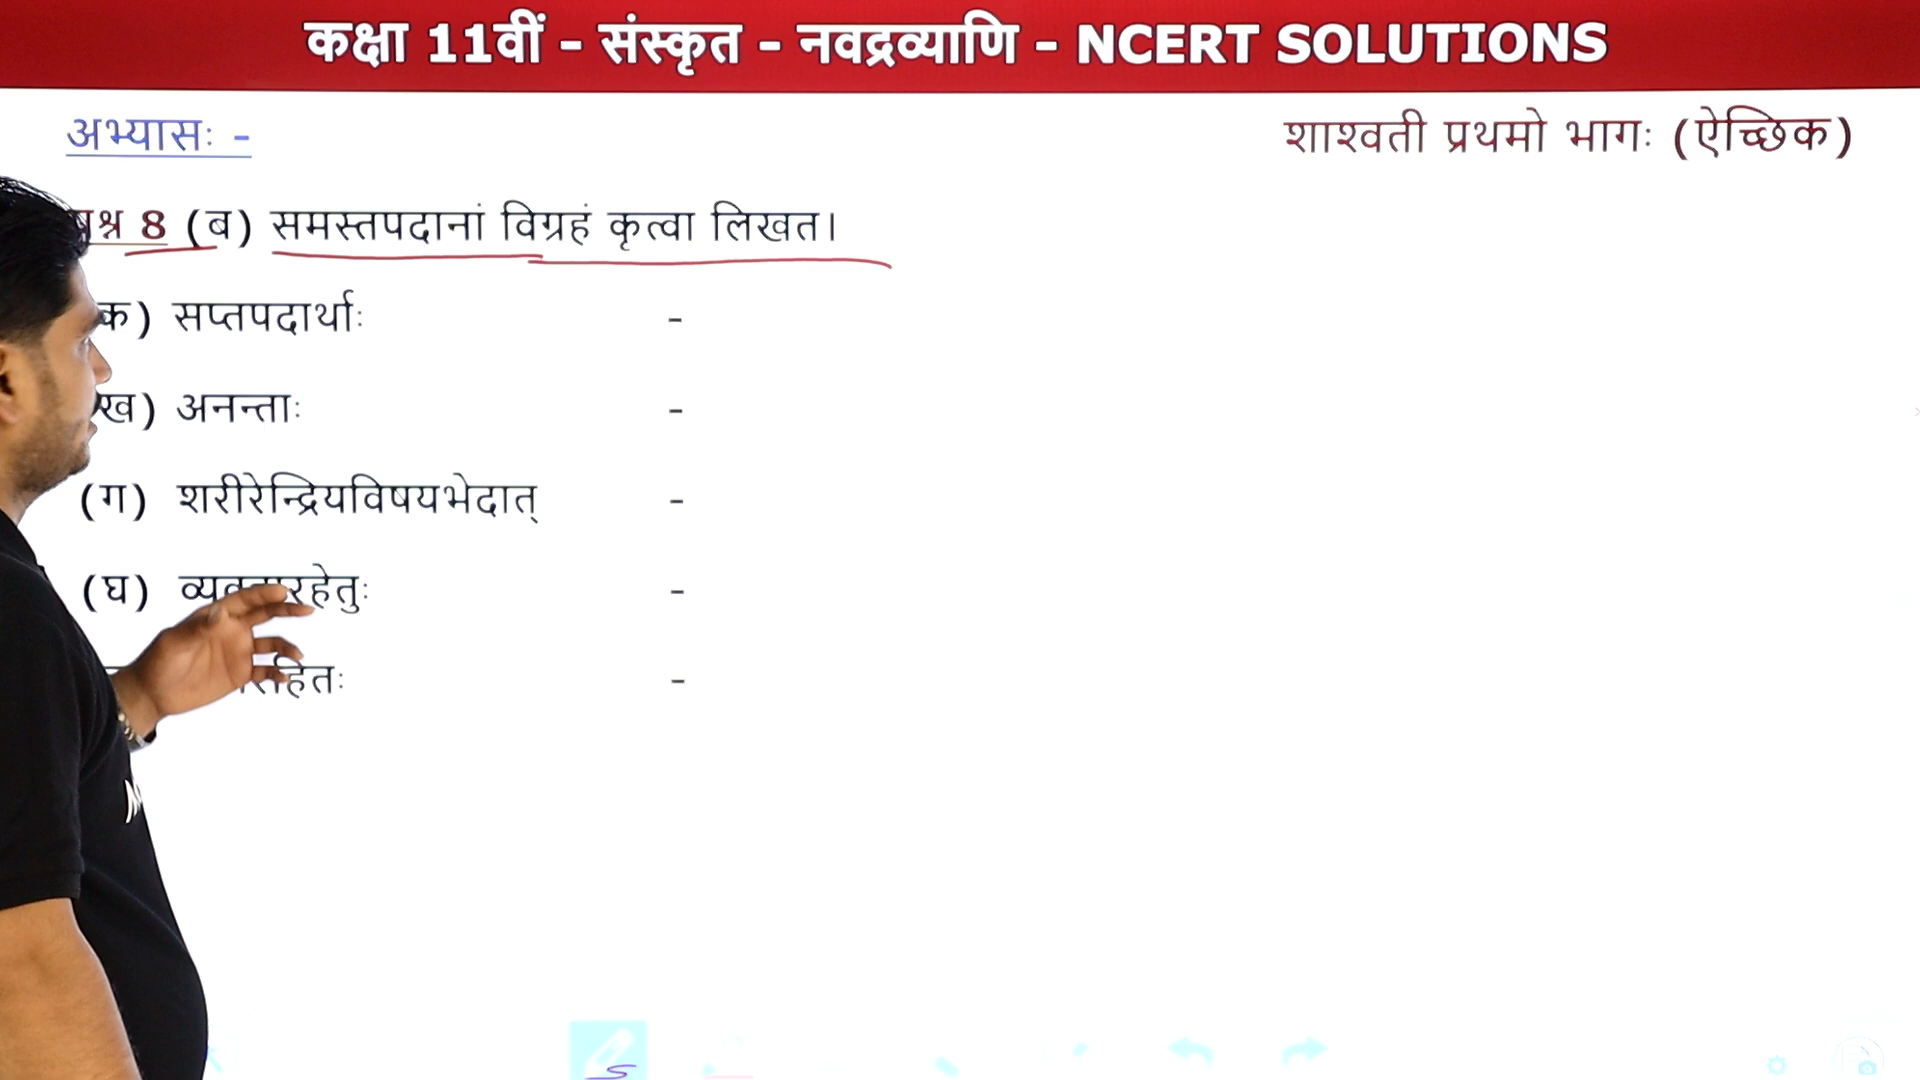 कक्षा 11वीं - संस्कृत - नवद्रव्याणि - NCERT SOLUTIONS
अभ्यासः -
शाश्वती प्रथमो भागः (ऐच्छिक)
8 (ब) समस्तपदानां विग्रहं कृत्वा लिखत।
क) सप्तपदार्थाः -
ख) अनन्ताः -
(ग) शरीरेन्द्रियविषयभेदात् -
(घ) -
-